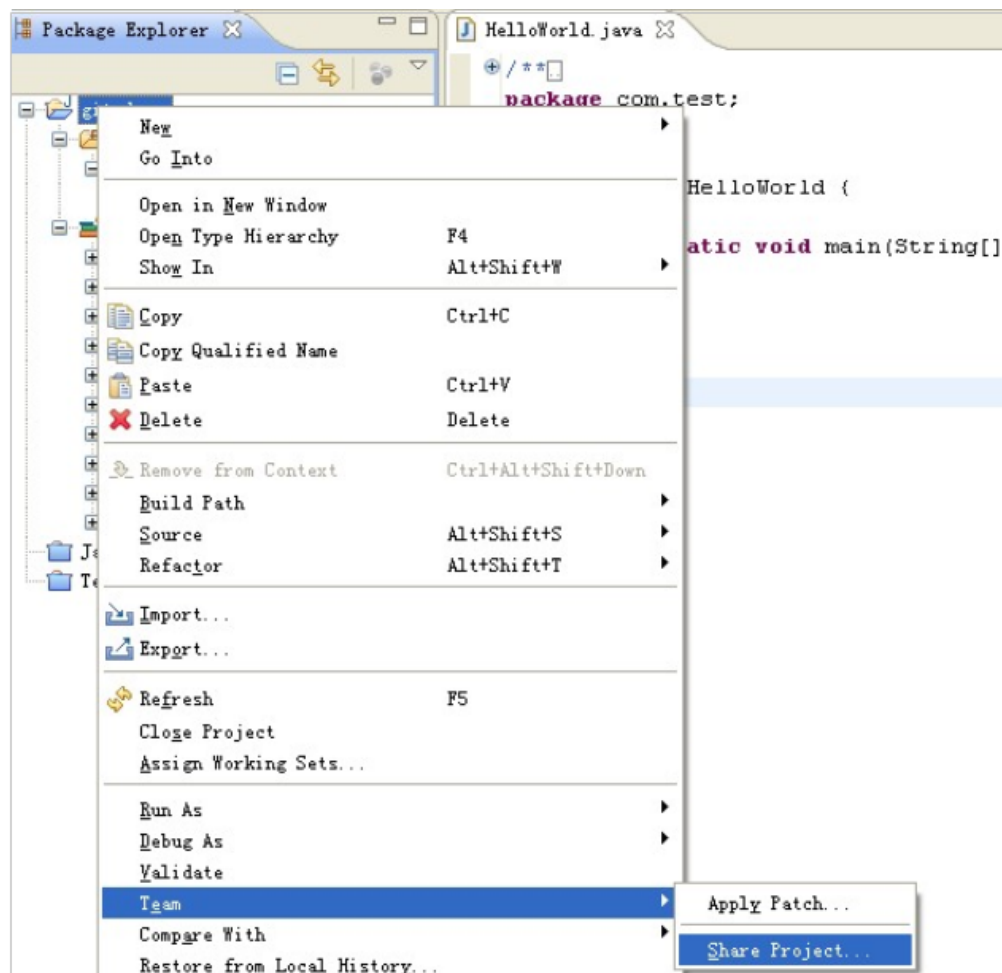 Package Explorer
HelloWorld.java
/**
package com.test;
HelloWorld {
atic void main(String[]
New
Go Into
Open in New Window
Open Type Hierarchy F4
Show In Alt+Shift+W
Copy Ctrl+C
Copy Qualified Name
Paste Ctrl+V
Delete Delete
Remove from Context Ctrl+Alt+Shift+Down
Build Path
Source Alt+Shift+S
Refactor Alt+Shift+T
Import...
Export...
Refresh F5
Close Project
Assign Working Sets...
Run As
Debug As
Validate
Team
Compare With
Restore from Local History...
Apply Patch...
Share Project...